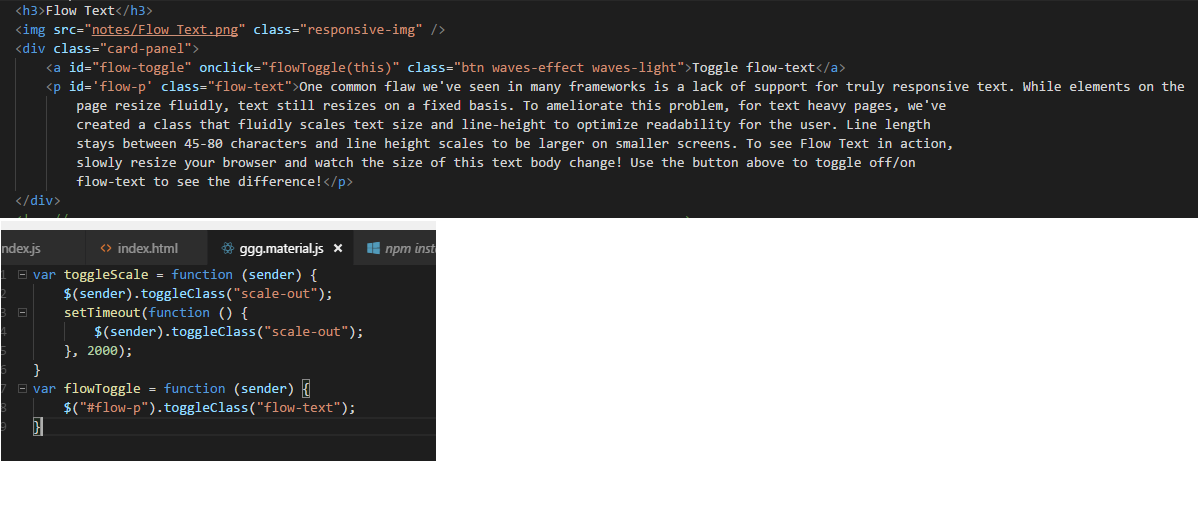 <h3>Flow Text</h3>
<img src="notes/Flow Text.png" class="responsive-img" />
<div class="card-panel">
<a id="flow-toggle" onclick="flowToggle(this)" class="btn waves-effect waves-light">Toggle flow-text</a>
<p id='flow-p' class="flow-text">One common flaw we've seen in many frameworks is a lack of support for truly responsive text. While elements on the
page resize fluidly, text still resizes on a fixed basis. To ameliorate this problem, for text heavy pages, we've
created a class that fluidly scales text size and line-height to optimize readability for the user. Line length
stays between 45-80 characters and line height scales to be larger on smaller screens. To see Flow Text in action,
slowly resize your browser and watch the size of this text body change! Use the button above to toggle off/on
flow-text to see the difference!</p>
</div>
ndex.js index.html ggg.material.js npm inst
1 var toggleScale = function (sender) {
2 $(sender).toggleClass("scale-out");
3 setTimeout(function () {
4 $(sender).toggleClass("scale-out");
5 }, 2000);
6 }
7 var flowToggle = function (sender) {
8 $("#flow-p").toggleClass("flow-text");
9 }